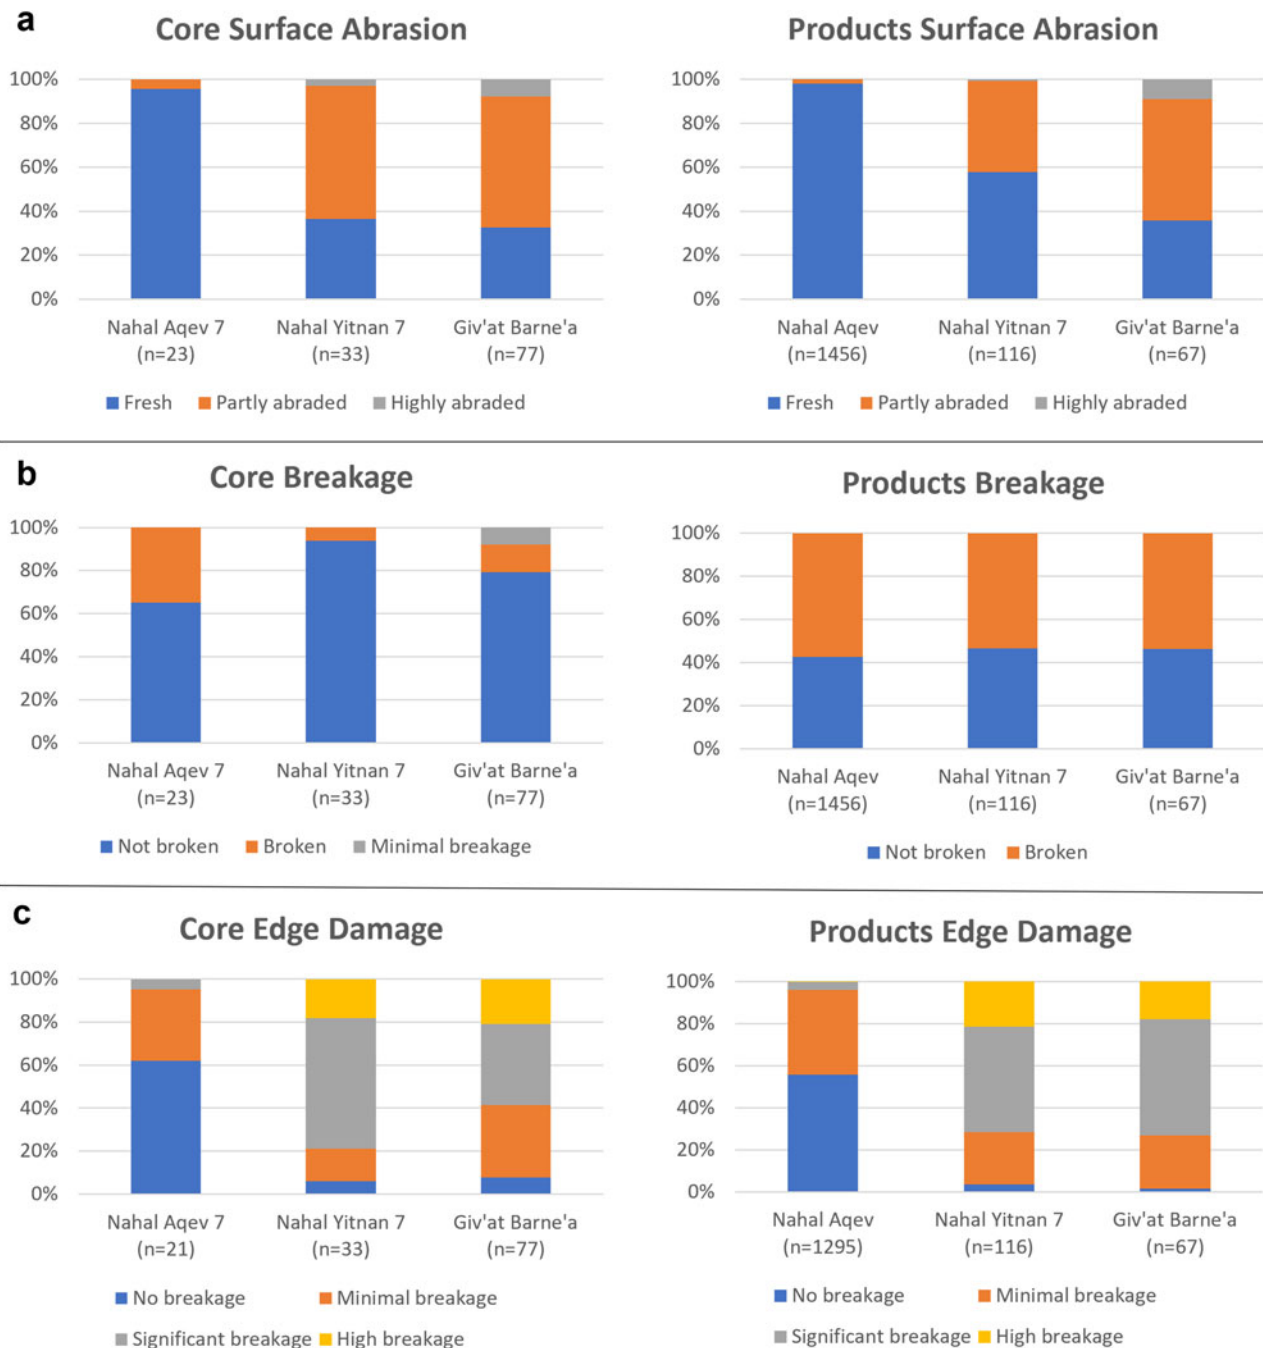 a
Core Surface Abrasion
100%
80%
60%
40%
20%
0%
Nahal Aqev 7
(n=23)
Nahal Yitnan 7
(n=33)
Giv'at Barne'a
(n=77)
Fresh Partly abraded Highly abraded
Products Surface Abrasion
100%
80%
60%
40%
20%
0%
Nahal Aqev
(n=1456)
Nahal Yitnan 7
(n=116)
Giv'at Barne'a
(n=67)
Fresh Partly abraded Highly abraded
b
Core Breakage
100%
80%
60%
40%
20%
0%
Nahal Aqev 7
(n=23)
Nahal Yitnan 7
(n=33)
Giv'at Barne'a
(n=77)
Not broken Broken Minimal breakage
Products Breakage
100%
80%
60%
40%
20%
0%
Nahal Aqev
(n=1456)
Nahal Yitnan 7
(n=116)
Giv'at Barne'a
(n=67)
Not broken Broken
c
Core Edge Damage
100%
80%
60%
40%
20%
0%
Nahal Aqev 7
(n=21)
Nahal Yitnan 7
(n=33)
Giv'at Barne'a
(n=77)
No breakage Minimal breakage
Significant breakage High breakage
Products Edge Damage
100%
80%
60%
40%
20%
0%
Nahal Aqev
(n=1295)
Nahal Yitnan 7
(n=116)
Giv'at Barne'a
(n=67)
No breakage Minimal breakage
Significant breakage High breakage